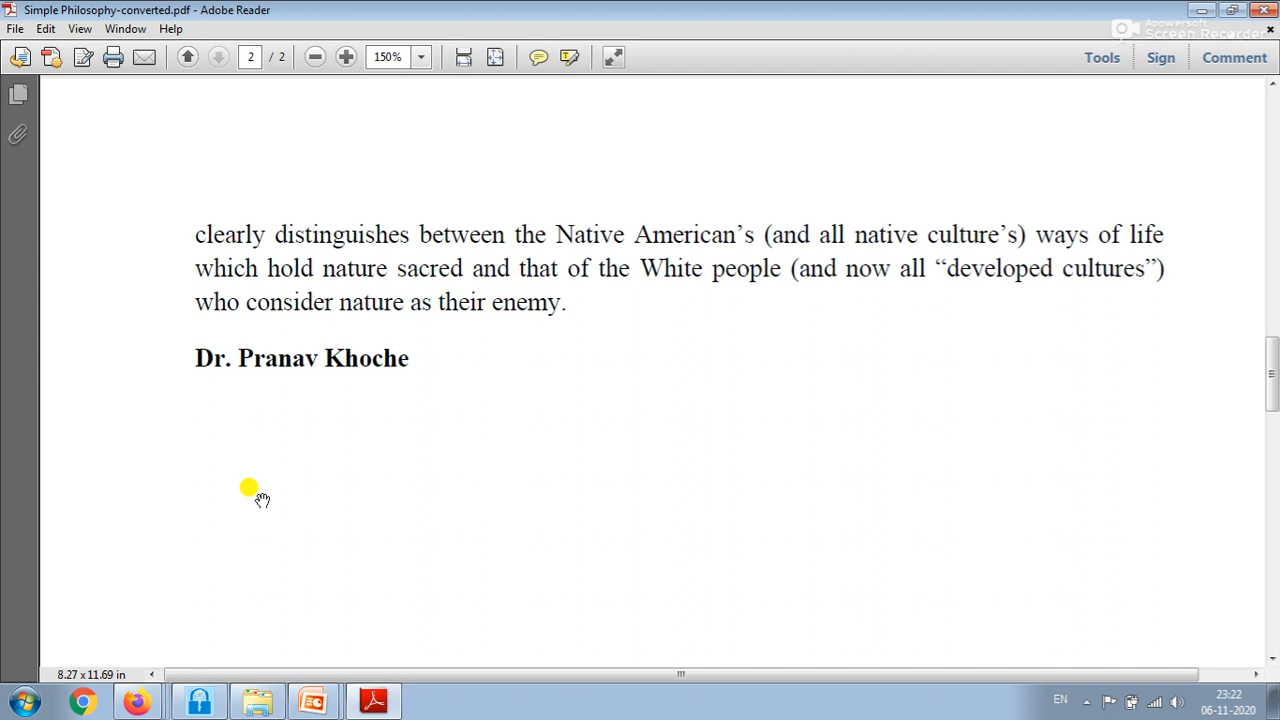 Simple Philosophy-converted.pdf - Adobe Reader
File Edit View Window Help
Apowersoft
Screen Recorder
2 / 2 150% Tools Sign Comment
clearly distinguishes between the Native American’s (and all native culture’s) ways of life
which hold nature sacred and that of the White people (and now all “developed cultures”)
who consider nature as their enemy.
Dr. Pranav Khoche
8.27 x 11.69 in
EN 23:22
06-11-2020